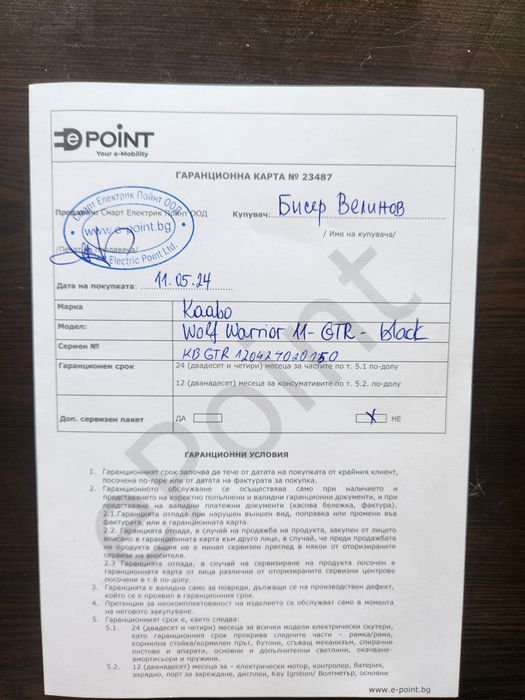 ePOINT
Your e-Mobility
ГАРАНЦИОННА КАРТА № 23487
Продавач: Смарт Електрик Пойнт ООД
Купувач: Бисер Велинов
Смарт Електрик Пойнт ООД
www.e-point.bg
Electric Point Ltd.
/ Име на купувача/
Дата на покупката: 11.05.24
Марка Kaabo
Модел: Wolf Warrior 11- GTR - black
Сериен № KBGTR120427020150
Гаранционен срок 24 (двадесет и четири) месеца за частите по т. 5.1 по-долу
12 (дванадесет) месеца за консумативите по т. 5.2. по-долу
Доп. сервизен пакет ДА X НЕ
ГАРАНЦИОННИ УСЛОВИЯ
1. Гаранционният срок започва да тече от датата на покупката от крайния клиент,
посочена по-горе или от датата на фактурата за покупка.
2. Гаранционното обслужване се осъществява само при наличието и
представянето на коректно попълнени и валидни гаранционни документи, и при
представяне на валидни платежни документи (касова бележка, фактура).
2.1.Гаранцията отпада при нарушен външен вид, поправка или промени във
фактурата, или в гаранционната карта.
2.2. Гаранцията отпада, в случай на продажба на продукта, закупен от лицето
вписано в гаранционната карта към друго лице, в случай, че преди продажбата
на продукта същия не е минал сервизен преглед в някои от оторизираните
сервизи на вносителя.
2.3 Гаранцията отпада, в случай на сервизиране на продукта посочен в
гаранционната карта от лица различни от оторизираните сервизни центрове
посочени в т.8 по-долу.
3. Гаранцията е валидна само за повреди, дължащи се на производствен дефект,
който се е проявил в гаранционния срок.
4. Претенции за некомплектованост на изделието се обслужват само в момента
на неговото закупуване.
5. Гаранционният срок е, както следва:
5.1. 24 (двадесет и четири) месеца за всички модели електрически скутери,
като гаранционния срок прокрива следните части – рамка/рама,
кормилна стойка/кормилен прът, бутони, сгъващ механизъм, спирачни
листове и апарати, основни и допълнителни светлини, окачване-
амортисьори и пружини.
5.2. 12 (дванадесет) месеца за – електрически мотор, контролер, батерия,
зарядно, порт за зареждане, дисплеи, Key Ignition/ Волтметър, основни
www.e-point.bg
ePoint